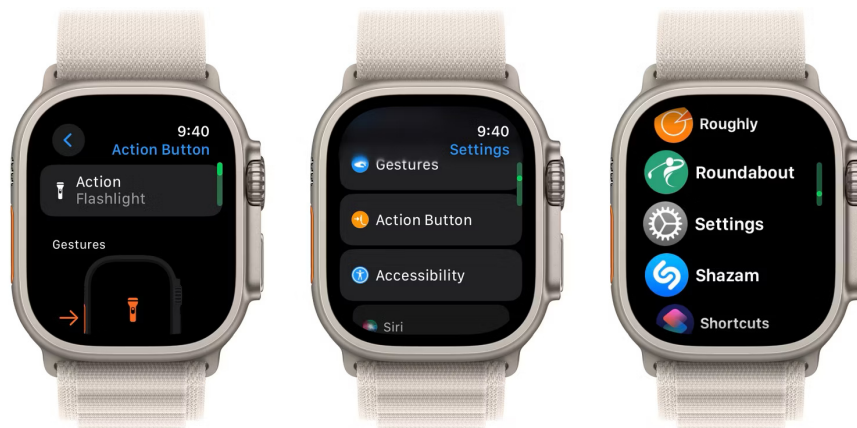 9:40
Action Button
Action
Flashlight
Gestures
9:40
Settings
Gestures
Action Button
Accessibility
Siri
Roughly
Roundabout
Settings
Shazam
Shortcuts